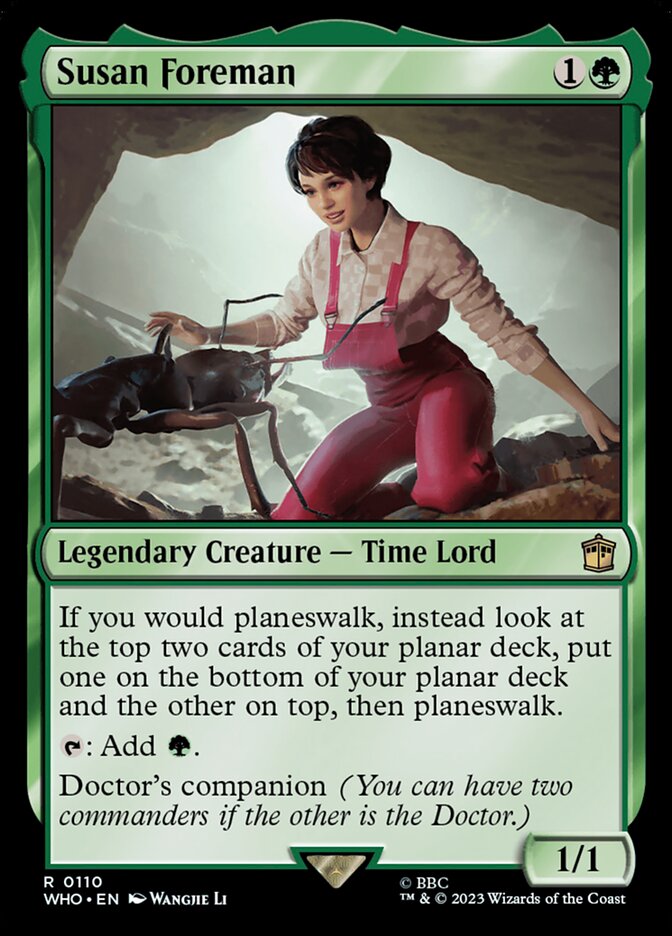 Susan Foreman 1
Legendary Creature — Time Lord
If you would planeswalk, instead look at
the top two cards of your planar deck, put
one on the bottom of your planar deck
and the other on top, then planeswalk.
: Add .
Doctor's companion (You can have two
commanders if the other is the Doctor.)
1/1
R 0110
WHO • EN Wangjie Li
© BBC
™ & © 2023 Wizards of the Coast